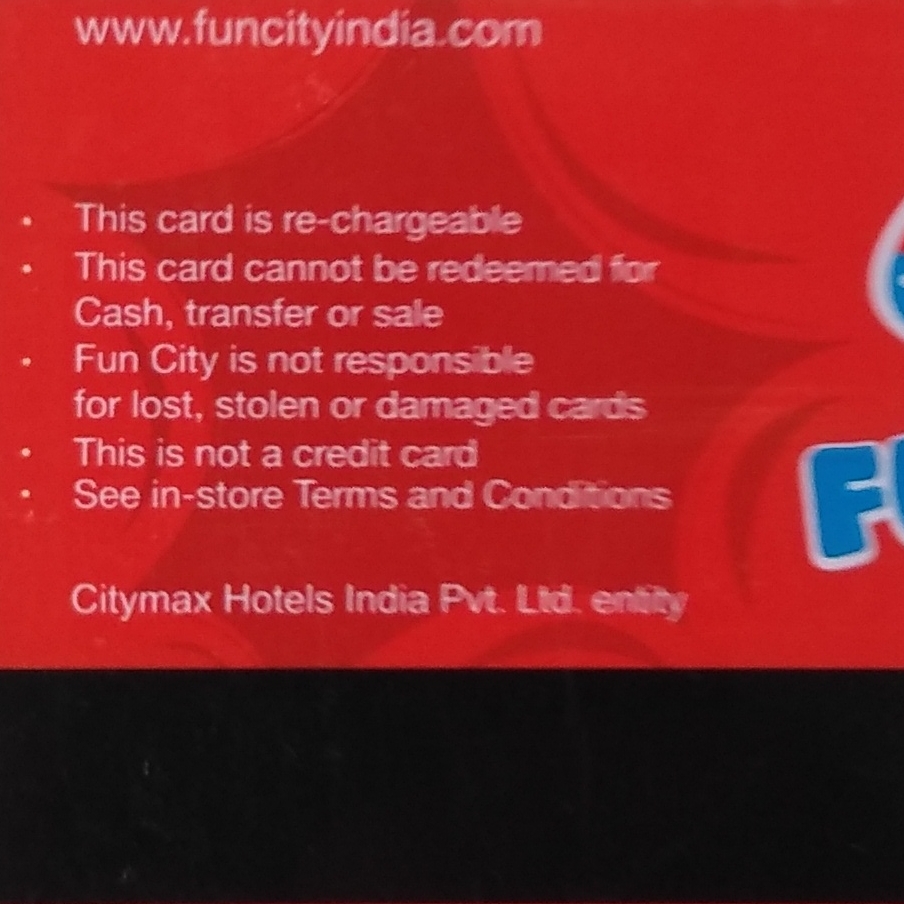 www.funcityindia.com
• This card is re-chargeable
• This card cannot be redeemed for
Cash, transfer or sale
• Fun City is not responsible
for lost, stolen or damaged cards
• This is not a credit card
• See in-store Terms and Conditions
Citymax Hotels India Pvt. Ltd. entity